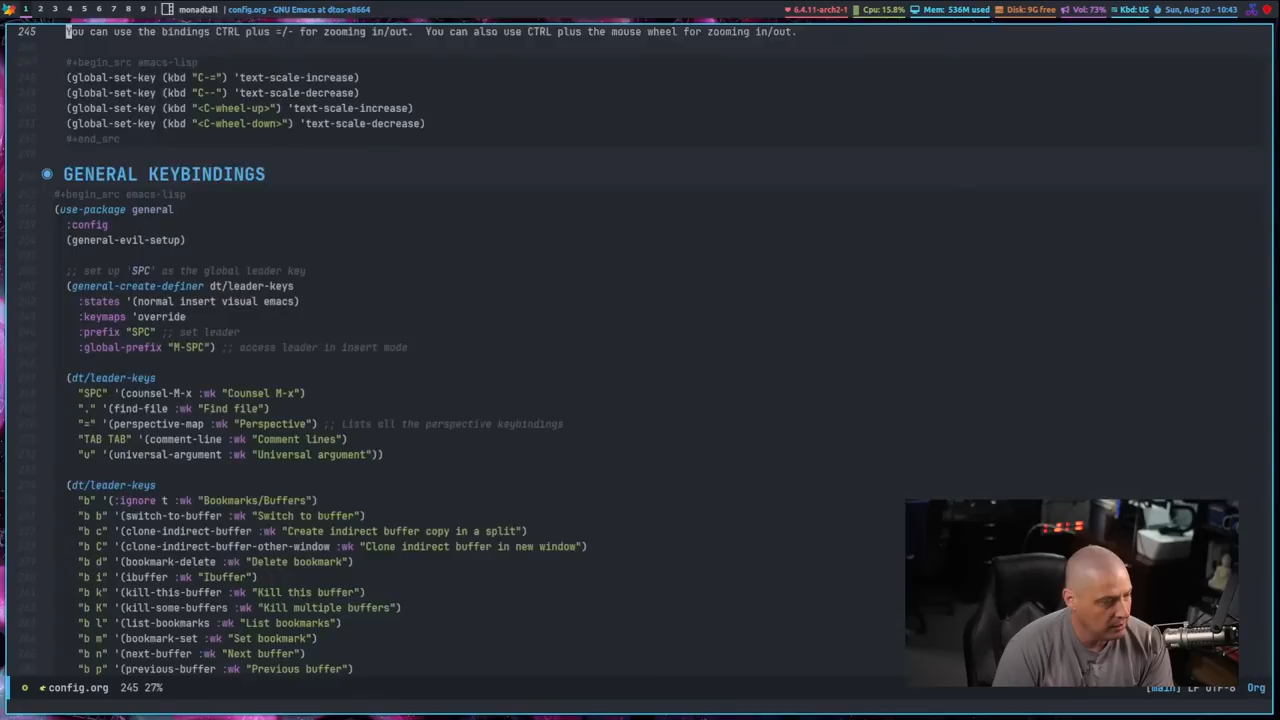 1 2 3 4 5 6 7 8 9 | monadtall | config.org - GNU Emacs at dtos-x8664 6.4.11-arch2-1 Cpu: 15.8% Mem: 536M used Disk: 9G free Vol: 73% Kbd: US Sun, Aug 20 - 10:43
245 You can use the bindings CTRL plus =/- for zooming in/out.  You can also use CTRL plus the mouse wheel for zooming in/out.
#+begin_src emacs-lisp
(global-set-key (kbd "C-=") 'text-scale-increase)
(global-set-key (kbd "C--") 'text-scale-decrease)
(global-set-key (kbd "<C-wheel-up>") 'text-scale-increase)
(global-set-key (kbd "<C-wheel-down>") 'text-scale-decrease)
#+end_src
GENERAL KEYBINDINGS
#+begin_src emacs-lisp
(use-package general
:config
(general-evil-setup)
;; set up 'SPC' as the global leader key
(general-create-definer dt/leader-keys
:states '(normal insert visual emacs)
:keymaps 'override
:prefix "SPC" ;; set leader
:global-prefix "M-SPC") ;; access leader in insert mode
(dt/leader-keys
"SPC" '(counsel-M-x :wk "Counsel M-x")
"." '(find-file :wk "Find file")
"=" '(perspective-map :wk "Perspective") ;; Lists all the perspective keybindings
"TAB TAB" '(comment-line :wk "Comment lines")
"u" '(universal-argument :wk "Universal argument"))
(dt/leader-keys
"b" '(:ignore t :wk "Bookmarks/Buffers")
"b b" '(switch-to-buffer :wk "Switch to buffer")
"b c" '(clone-indirect-buffer :wk "Create indirect buffer copy in a split")
"b C" '(clone-indirect-buffer-other-window :wk "Clone indirect buffer in new window")
"b d" '(bookmark-delete :wk "Delete bookmark")
"b i" '(ibuffer :wk "Ibuffer")
"b k" '(kill-this-buffer :wk "Kill this buffer")
"b K" '(kill-some-buffers :wk "Kill multiple buffers")
"b l" '(list-bookmarks :wk "List bookmarks")
"b m" '(bookmark-set :wk "Set bookmark")
"b n" '(next-buffer :wk "Next buffer")
"b p" '(previous-buffer :wk "Previous buffer")
config.org 245 27% [main] LF UTF-8 Org